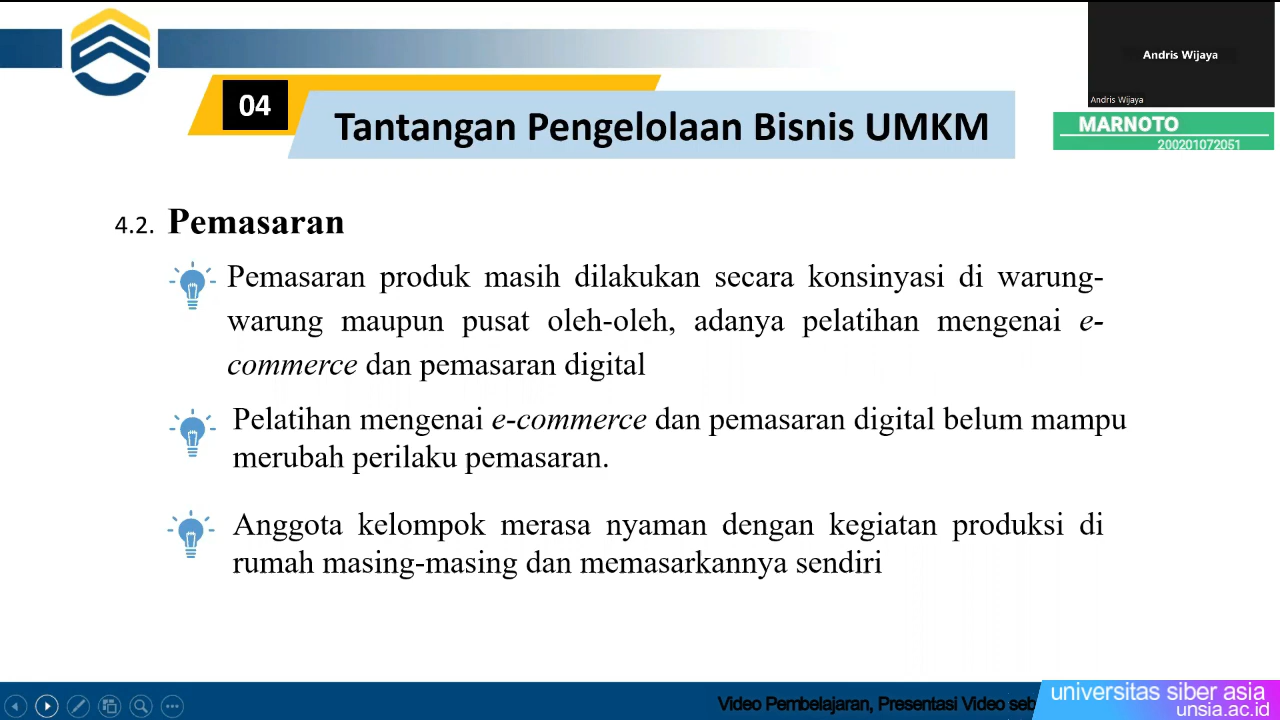 Andris Wijaya
Andris Wijaya
04
Tantangan Pengelolaan Bisnis UMKM
MARNOTO
200201072051
4.2. Pemasaran
Pemasaran produk masih dilakukan secara konsinyasi di warung-
warung maupun pusat oleh-oleh, adanya pelatihan mengenai e-
commerce dan pemasaran digital
Pelatihan mengenai e-commerce dan pemasaran digital belum mampu
merubah perilaku pemasaran.
Anggota kelompok merasa nyaman dengan kegiatan produksi di
rumah masing-masing dan memasarkannya sendiri
Video Pembelajaran, Presentasi Video seb
universitas siber asia
unsia.ac.id